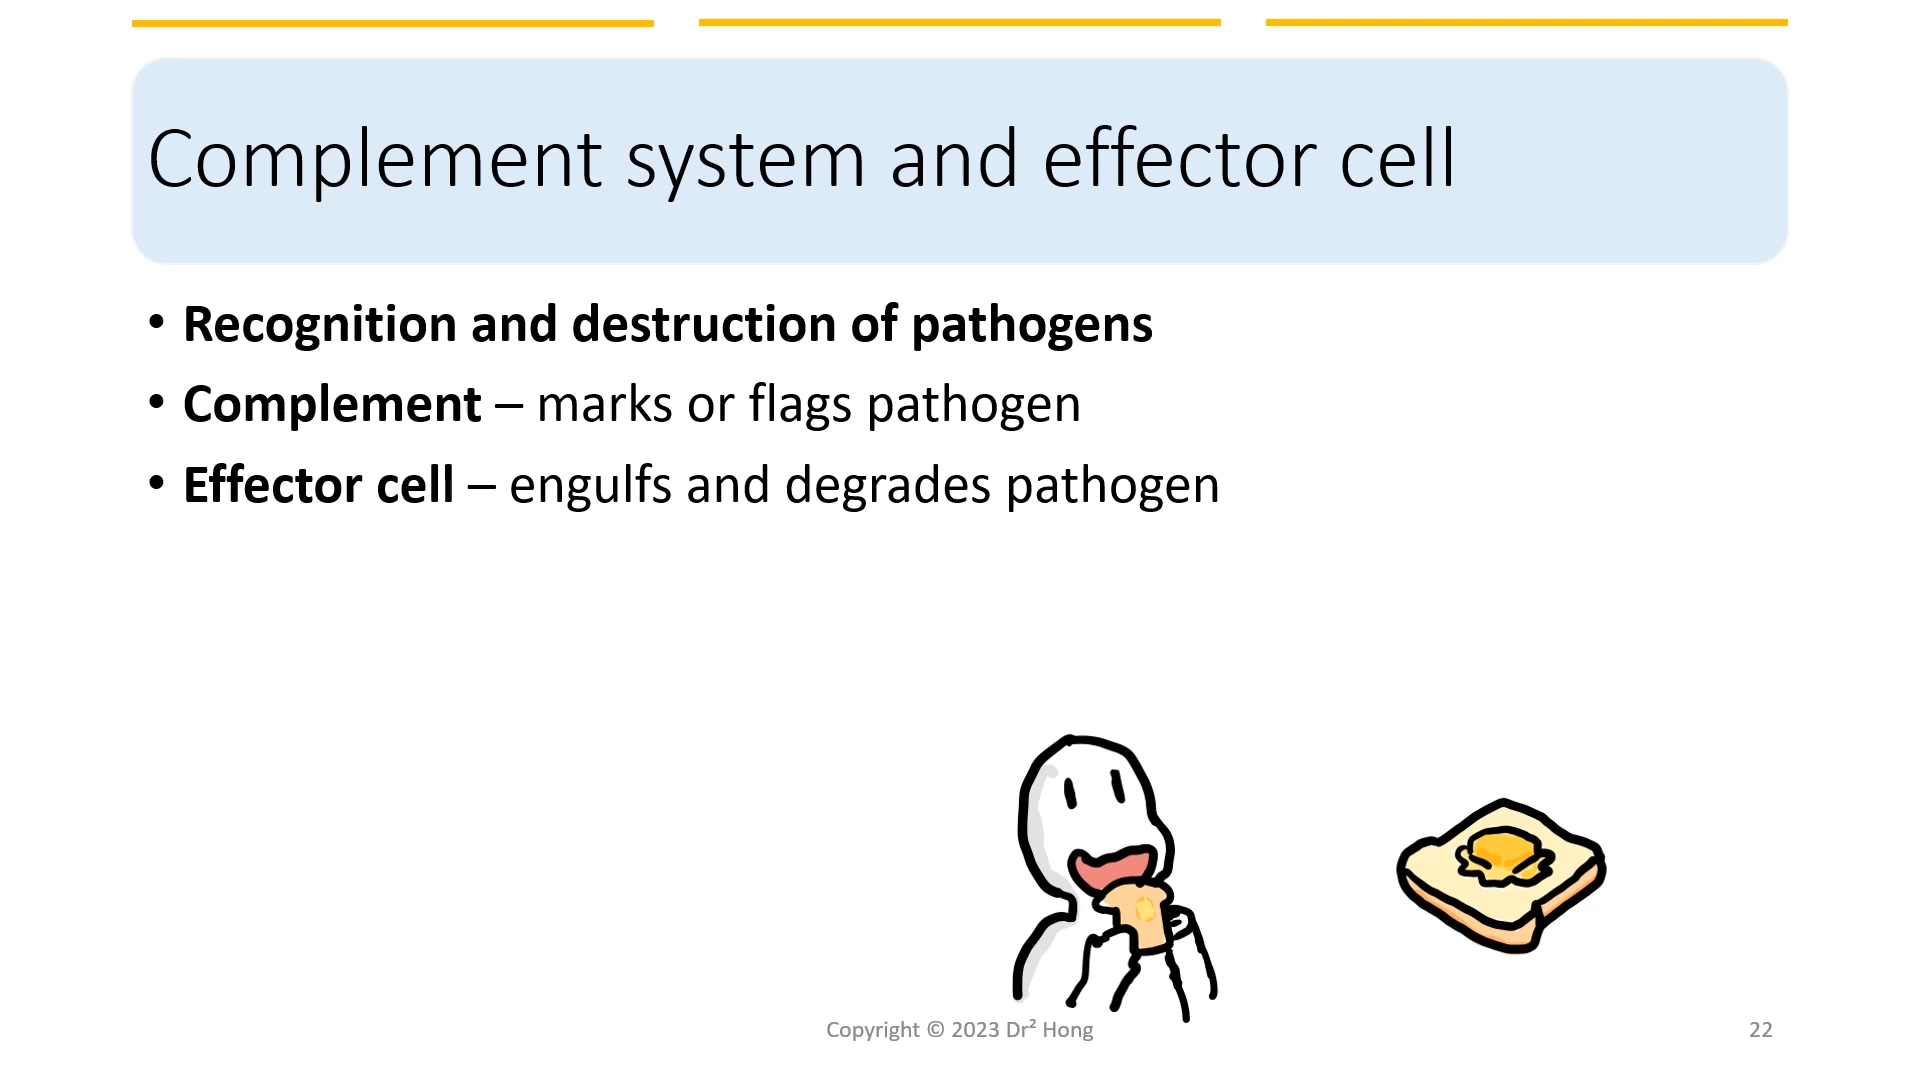 Complement system and effector cell
• Recognition and destruction of pathogens
• Complement – marks or flags pathogen
• Effector cell – engulfs and degrades pathogen
Copyright © 2023 Dr² Hong
22